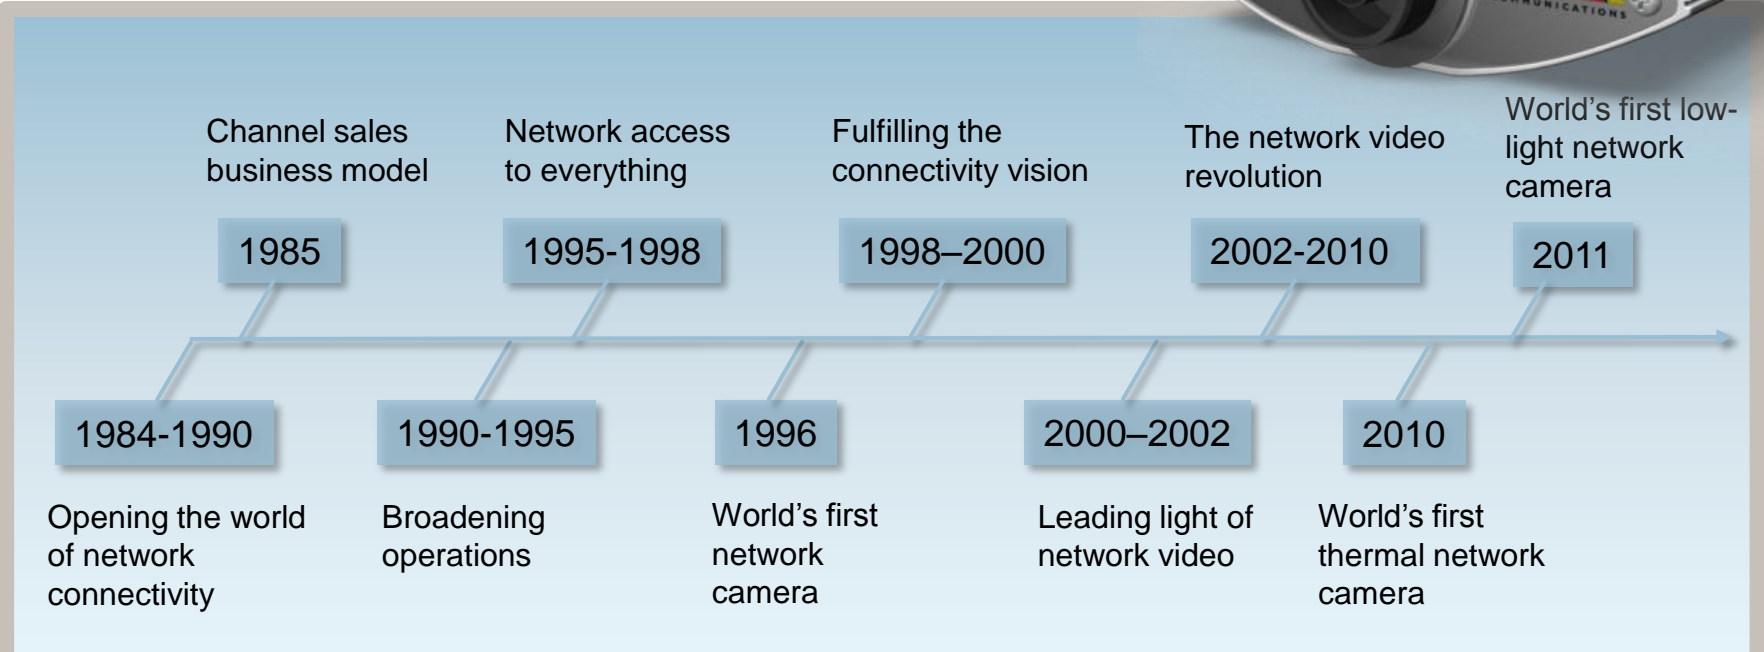 COMMUNICATIONS
Channel sales
business model
1985
Network access
to everything
1995-1998
Fulfilling the
connectivity vision
1998–2000
The network video
revolution
2002-2010
World’s first low-
light network
camera
2011
1984-1990
Opening the world
of network
connectivity
1990-1995
Broadening
operations
1996
World’s first
network
camera
2000–2002
Leading light of
network video
2010
World’s first
thermal network
camera